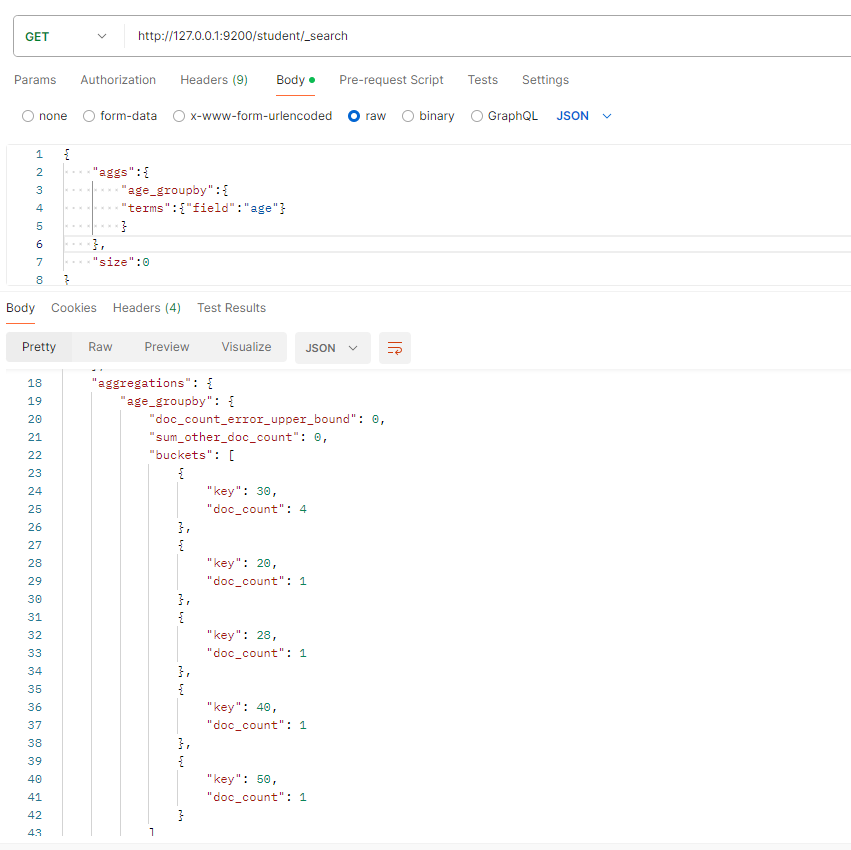 GET http://127.0.0.1:9200/student/_search
Params Authorization Headers (9) Body Pre-request Script Tests Settings
none form-data x-www-form-urlencoded raw binary GraphQL JSON
1 {
2 "aggs":{
3 "age_groupby":{
4 "terms":{"field":"age"}
5 }
6 },
7 "size":0
8 }
Body Cookies Headers (4) Test Results
Pretty Raw Preview Visualize JSON
18 "aggregations": {
19 "age_groupby": {
20 "doc_count_error_upper_bound": 0,
21 "sum_other_doc_count": 0,
22 "buckets": [
23 {
24 "key": 30,
25 "doc_count": 4
26 },
27 {
28 "key": 20,
29 "doc_count": 1
30 },
31 {
32 "key": 28,
33 "doc_count": 1
34 },
35 {
36 "key": 40,
37 "doc_count": 1
38 },
39 {
40 "key": 50,
41 "doc_count": 1
42 }
43 ]